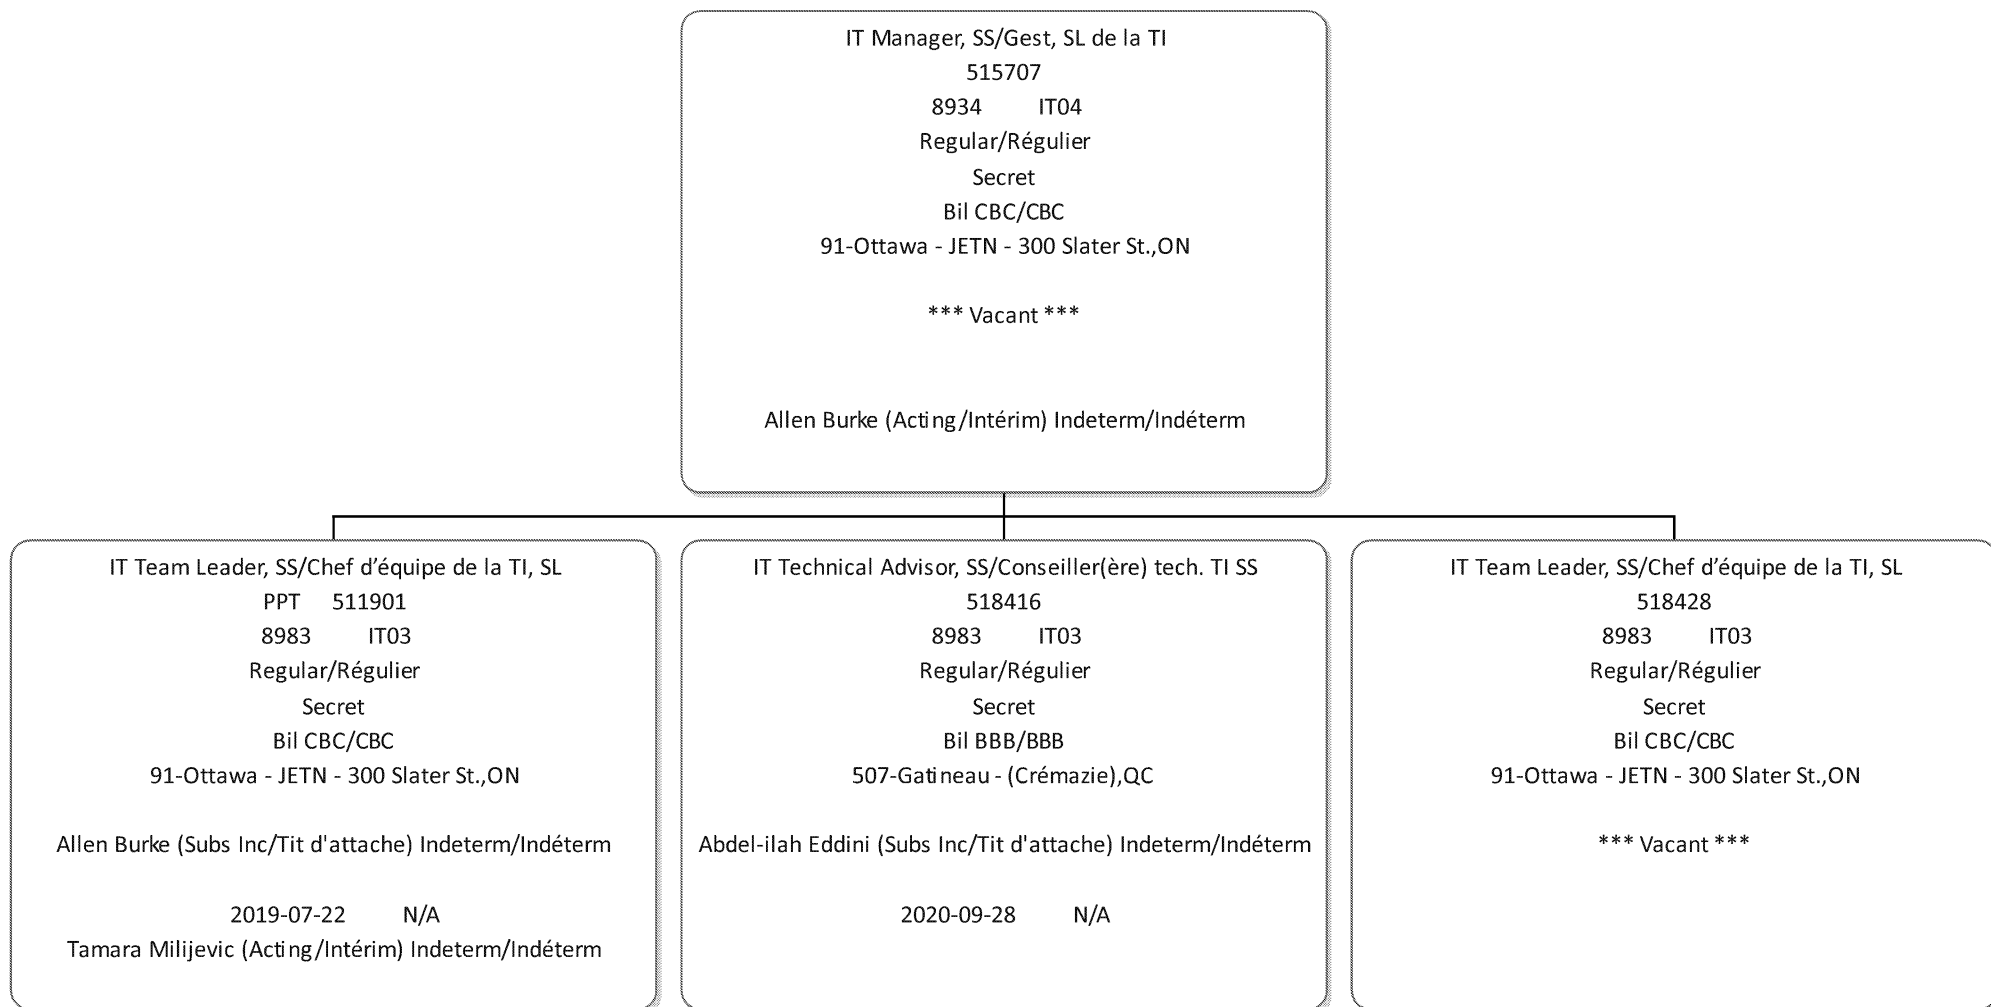 IT Manager, SS/Gest, SL de la TI
515707
8934 IT04
Regular/Régulier
Secret
Bil CBC/CBC
91-Ottawa - JETN - 300 Slater St.,ON
*** Vacant ***
Allen Burke (Acting/Intérim) Indeterm/Indéterm
IT Team Leader, SS/Chef d'équipe de la TI, SL
PPT 511901
8983 IT03
Regular/Régulier
Secret
Bil CBC/CBC
91-Ottawa - JETN - 300 Slater St.,ON
Allen Burke (Subs Inc/Tit d'attache) Indeterm/Indéterm
2019-07-22 N/A
Tamara Milijevic (Acting/Intérim) Indeterm/Indéterm
IT Technical Advisor, SS/Conseiller(ère) tech. TI SS
518416
8983 IT03
Regular/Régulier
Secret
Bil BBB/BBB
507-Gatineau - (Crémazie),QC
Abdel-ilah Eddini (Subs Inc/Tit d'attache) Indeterm/Indéterm
2020-09-28 N/A
IT Team Leader, SS/Chef d'équipe de la TI, SL
518428
8983 IT03
Regular/Régulier
Secret
Bil CBC/CBC
91-Ottawa - JETN - 300 Slater St.,ON
*** Vacant ***